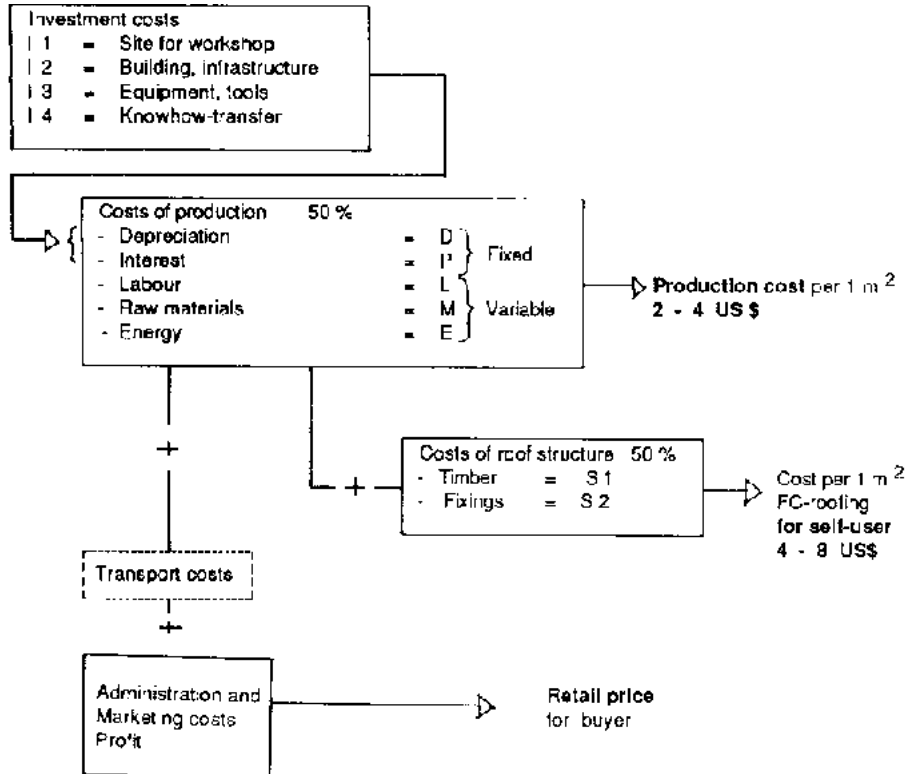 Investment costs
I 1 = Site for workshop
I 2 = Building, infrastructure
I 3 = Equipment, tools
I 4 = Knowhow-transfer
Costs of production 50 %
- Depreciation = D
- Interest = P
Fixed
- Labour = L
- Raw materials = M
Variable
- Energy = E
Production cost per 1 m²
2 - 4 US $
Costs of roof structure 50 %
- Timber = S 1
- Fixings = S 2
Cost per 1 m²
FC-roofing
for self-user
4 - 8 US$
Transport costs
Administration and
Marketing costs
Profit
Retail price
for buyer